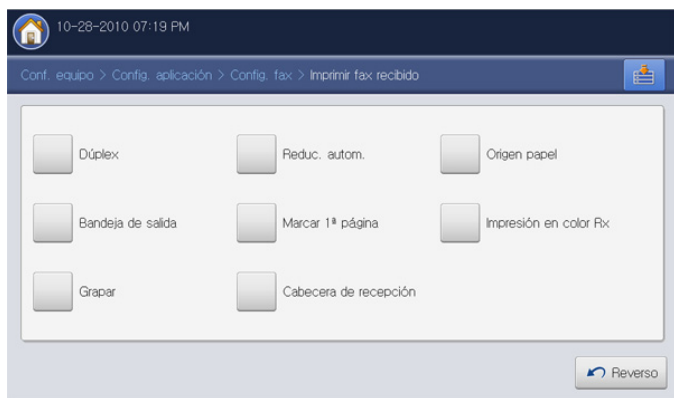 10-28-2010 07:19 PM
Conf. equipo > Config. aplicación > Config. fax > Imprimir fax recibido
Dúplex
Reduc. autom.
Origen papel
Bandeja de salida
Marcar 1ª página
Impresión en color Rx
Grapar
Cabecera de recepción
Reverso